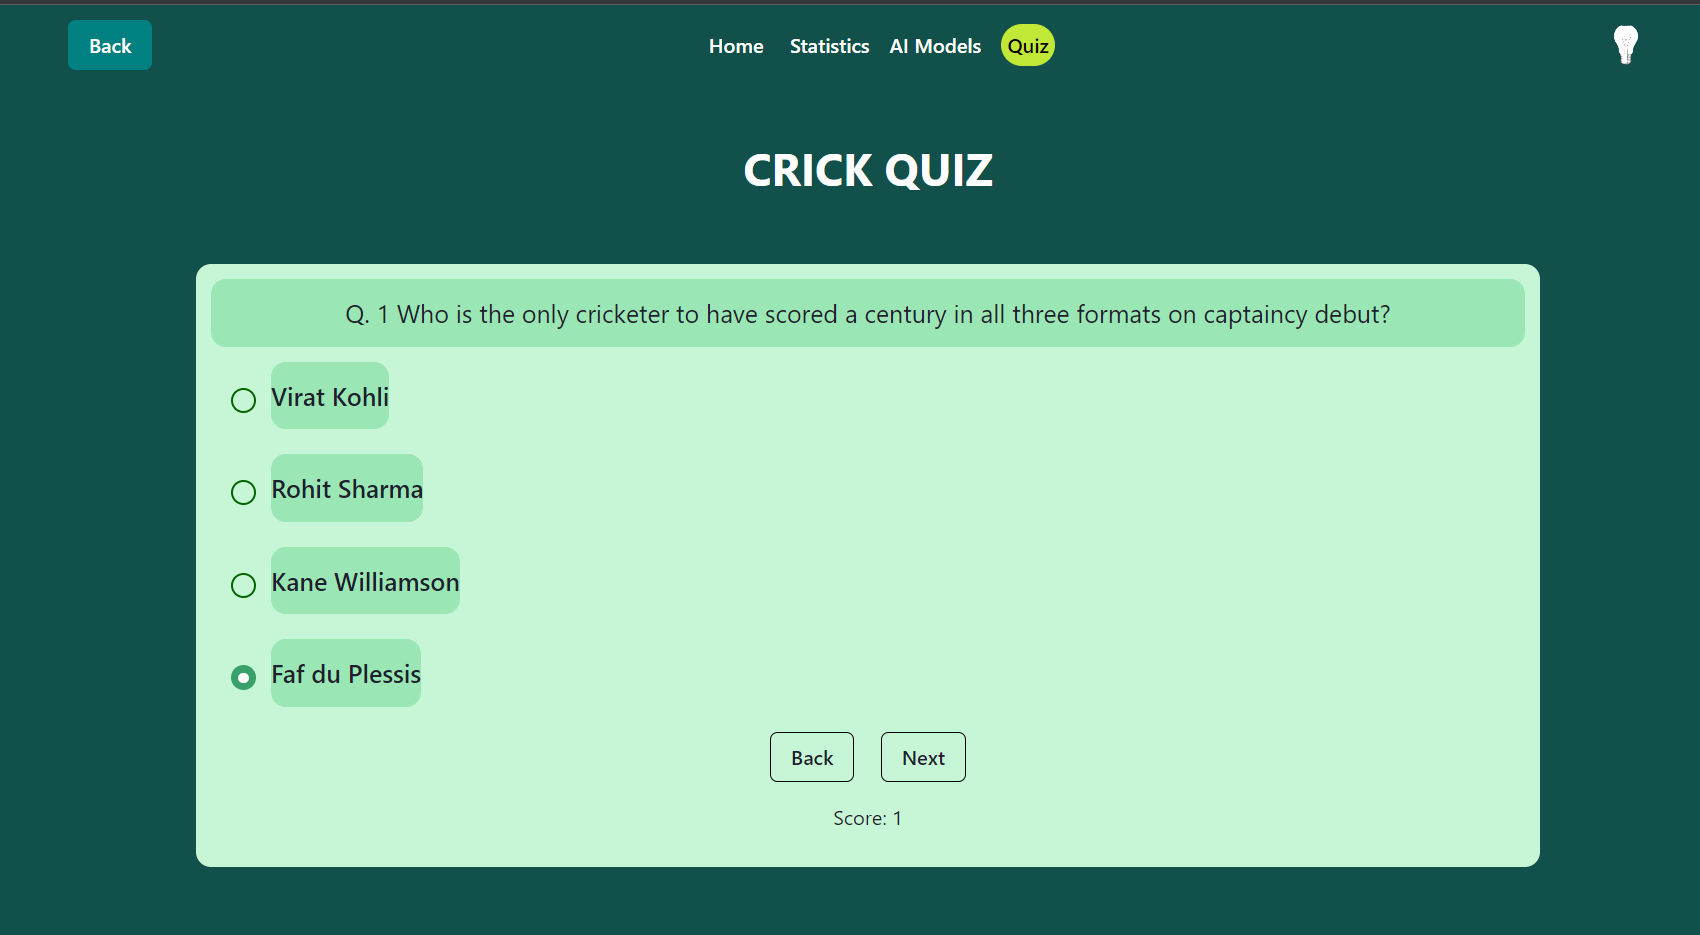 Back
Home Statistics AI Models Quiz
CRICK QUIZ
Q. 1 Who is the only cricketer to have scored a century in all three formats on captaincy debut?
Virat Kohli
Rohit Sharma
Kane Williamson
Faf du Plessis
Back Next
Score: 1